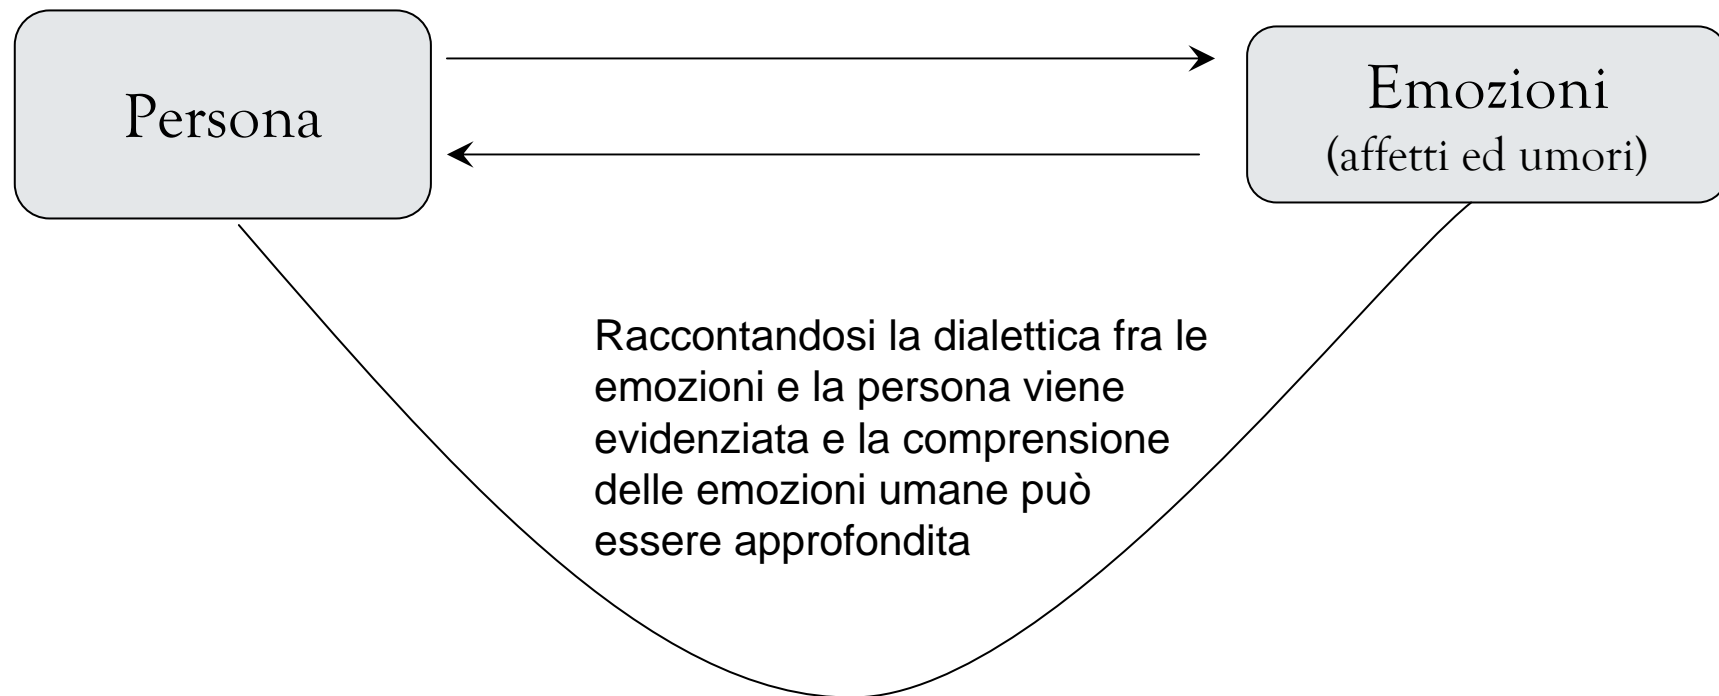 Persona
Emozioni
(affetti ed umori)
Raccontandosi la dialettica fra le
emozioni e la persona viene
evidenziata e la comprensione
delle emozioni umane può
essere approfondita